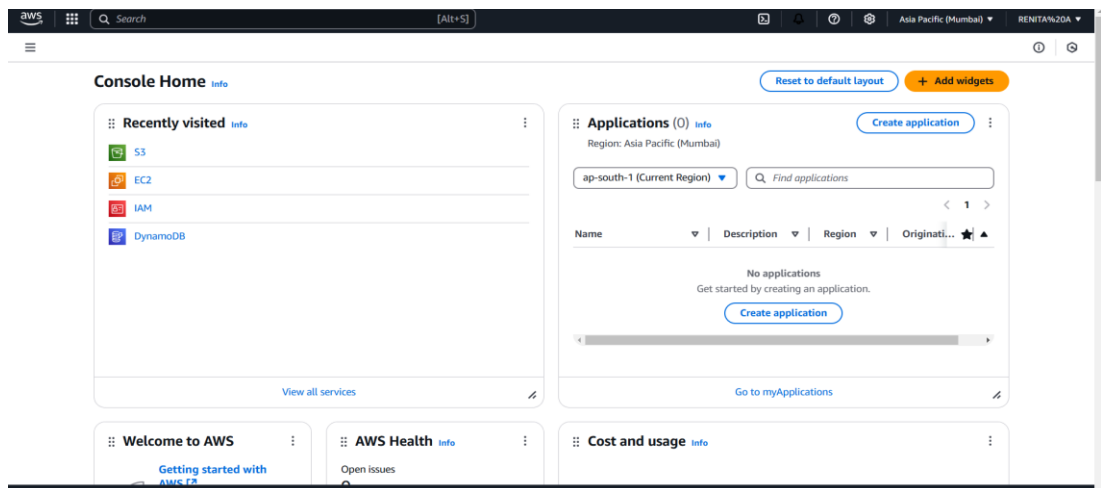 aws Search [Alt+S] Asia Pacific (Mumbai) ▼ RENITA%20A ▼
Console Home Info
Reset to default layout
+ Add widgets
Recently visited Info
S3
EC2
IAM
DynamoDB
View all services
Applications (0) Info
Create application
Region: Asia Pacific (Mumbai)
ap-south-1 (Current Region) ▼
Find applications
1
Name Description Region Originati...
No applications
Get started by creating an application.
Create application
Go to myApplications
Welcome to AWS
Getting started with
AWS
AWS Health Info
Open issues
Cost and usage Info